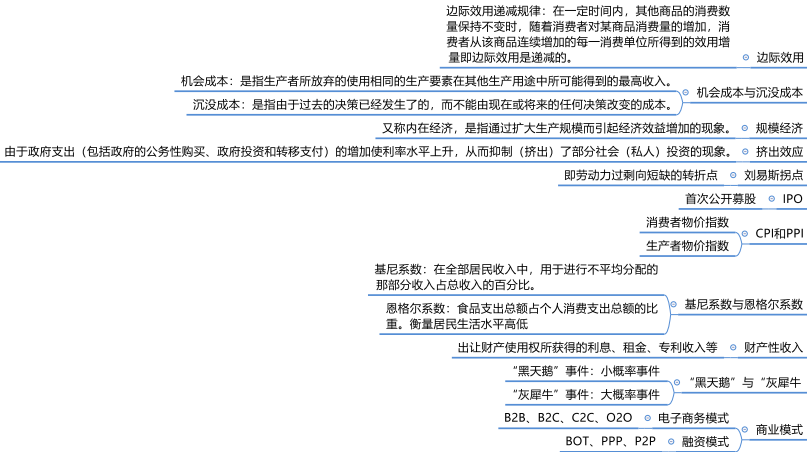 边际效用递减规律：在一定时间内，其他商品的消费数
量保持不变时，随着消费者对某商品消费量的增加，消
费者从该商品连续增加的每一消费单位所得到的效用增
量即边际效用是递减的。
边际效用
机会成本：是指生产者所放弃的使用相同的生产要素在其他生产用途中所可能得到的最高收入。
沉没成本：是指由于过去的决策已经发生了的，而不能由现在或将来的任何决策改变的成本。
机会成本与沉没成本
又称内在经济，是指通过扩大生产规模而引起经济效益增加的现象。
规模经济
由于政府支出（包括政府的公务性购买、政府投资和转移支付）的增加使利率水平上升，从而抑制（挤出）了部分社会（私人）投资的现象。
挤出效应
即劳动力过剩向短缺的转折点
刘易斯拐点
首次公开募股
IPO
消费者物价指数
生产者物价指数
CPI和PPI
基尼系数：在全部居民收入中，用于进行不平均分配的
那部分收入占总收入的百分比。
恩格尔系数：食品支出总额占个人消费支出总额的比
重。衡量居民生活水平高低
基尼系数与恩格尔系数
出让财产使用权所获得的利息、租金、专利收入等
财产性收入
“黑天鹅”事件：小概率事件
“灰犀牛”事件：大概率事件
“黑天鹅”与“灰犀牛
B2B、B2C、C2C、O2O
电子商务模式
BOT、PPP、P2P
融资模式
商业模式